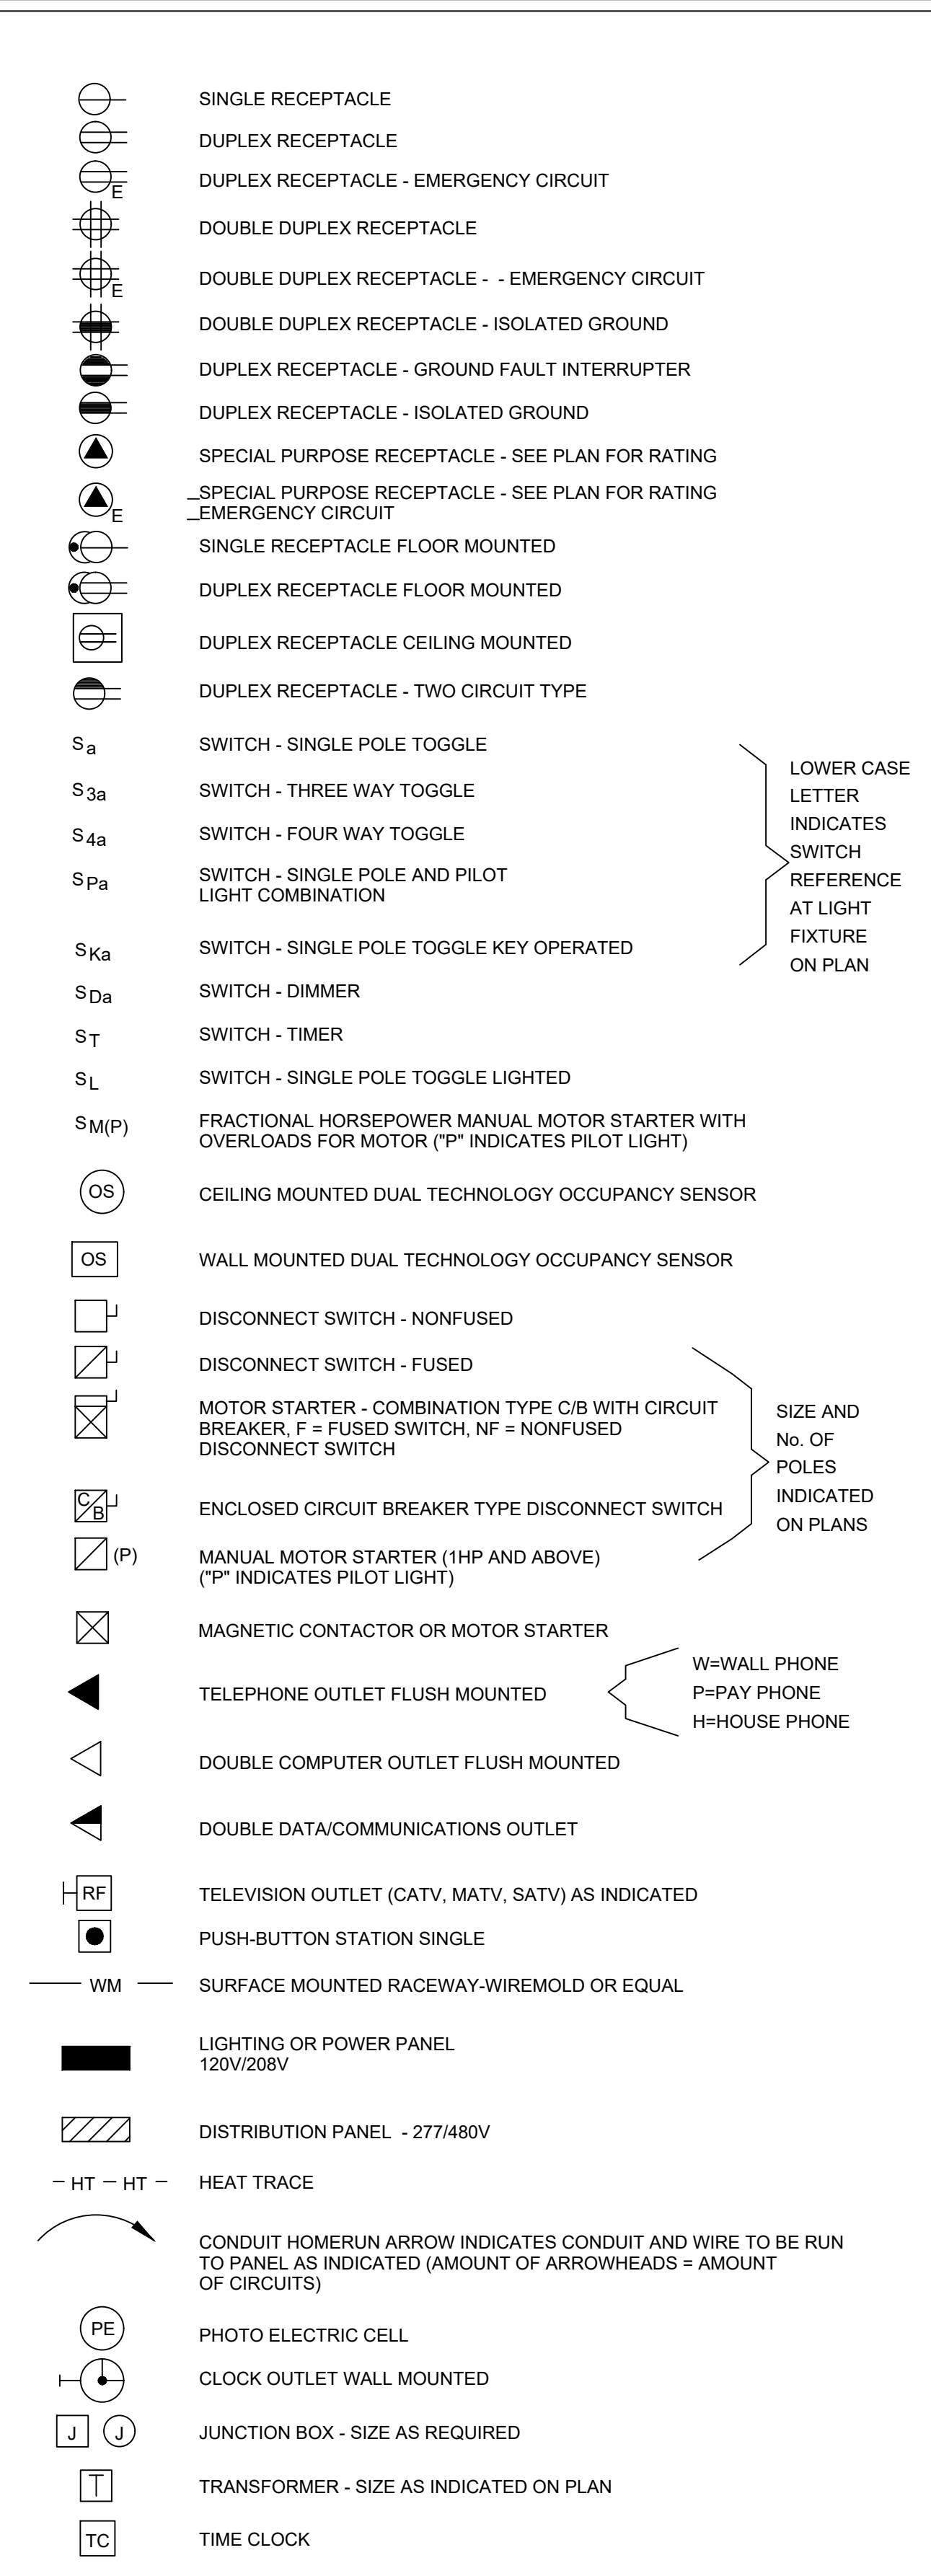 SINGLE RECEPTACLE
DUPLEX RECEPTACLE
E DUPLEX RECEPTACLE - EMERGENCY CIRCUIT
DOUBLE DUPLEX RECEPTACLE
E DOUBLE DUPLEX RECEPTACLE - - EMERGENCY CIRCUIT
DOUBLE DUPLEX RECEPTACLE - ISOLATED GROUND
DUPLEX RECEPTACLE - GROUND FAULT INTERRUPTER
DUPLEX RECEPTACLE - ISOLATED GROUND
SPECIAL PURPOSE RECEPTACLE - SEE PLAN FOR RATING
E _SPECIAL PURPOSE RECEPTACLE - SEE PLAN FOR RATING
_EMERGENCY CIRCUIT
SINGLE RECEPTACLE FLOOR MOUNTED
DUPLEX RECEPTACLE FLOOR MOUNTED
DUPLEX RECEPTACLE CEILING MOUNTED
DUPLEX RECEPTACLE - TWO CIRCUIT TYPE
Sa SWITCH - SINGLE POLE TOGGLE
S3a SWITCH - THREE WAY TOGGLE
S4a SWITCH - FOUR WAY TOGGLE
SPa SWITCH - SINGLE POLE AND PILOT
LIGHT COMBINATION
SKa SWITCH - SINGLE POLE TOGGLE KEY OPERATED
LOWER CASE
LETTER
INDICATES
SWITCH
REFERENCE
AT LIGHT
FIXTURE
ON PLAN
SDa SWITCH - DIMMER
ST SWITCH - TIMER
SL SWITCH - SINGLE POLE TOGGLE LIGHTED
SM(P) FRACTIONAL HORSEPOWER MANUAL MOTOR STARTER WITH
OVERLOADS FOR MOTOR ("P" INDICATES PILOT LIGHT)
OS CEILING MOUNTED DUAL TECHNOLOGY OCCUPANCY SENSOR
OS WALL MOUNTED DUAL TECHNOLOGY OCCUPANCY SENSOR
DISCONNECT SWITCH - NONFUSED
DISCONNECT SWITCH - FUSED
MOTOR STARTER - COMBINATION TYPE C/B WITH CIRCUIT
BREAKER, F = FUSED SWITCH, NF = NONFUSED
DISCONNECT SWITCH
C/B ENCLOSED CIRCUIT BREAKER TYPE DISCONNECT SWITCH
(P) MANUAL MOTOR STARTER (1HP AND ABOVE)
("P" INDICATES PILOT LIGHT)
SIZE AND
No. OF
POLES
INDICATED
ON PLANS
MAGNETIC CONTACTOR OR MOTOR STARTER
TELEPHONE OUTLET FLUSH MOUNTED
W=WALL PHONE
P=PAY PHONE
H=HOUSE PHONE
DOUBLE COMPUTER OUTLET FLUSH MOUNTED
DOUBLE DATA/COMMUNICATIONS OUTLET
RF TELEVISION OUTLET (CATV, MATV, SATV) AS INDICATED
PUSH-BUTTON STATION SINGLE
WM SURFACE MOUNTED RACEWAY-WIREMOLD OR EQUAL
LIGHTING OR POWER PANEL
120V/208V
DISTRIBUTION PANEL - 277/480V
- HT - HT - HEAT TRACE
CONDUIT HOMERUN ARROW INDICATES CONDUIT AND WIRE TO BE RUN
TO PANEL AS INDICATED (AMOUNT OF ARROWHEADS = AMOUNT
OF CIRCUITS)
PE PHOTO ELECTRIC CELL
CLOCK OUTLET WALL MOUNTED
J J JUNCTION BOX - SIZE AS REQUIRED
T TRANSFORMER - SIZE AS INDICATED ON PLAN
TC TIME CLOCK